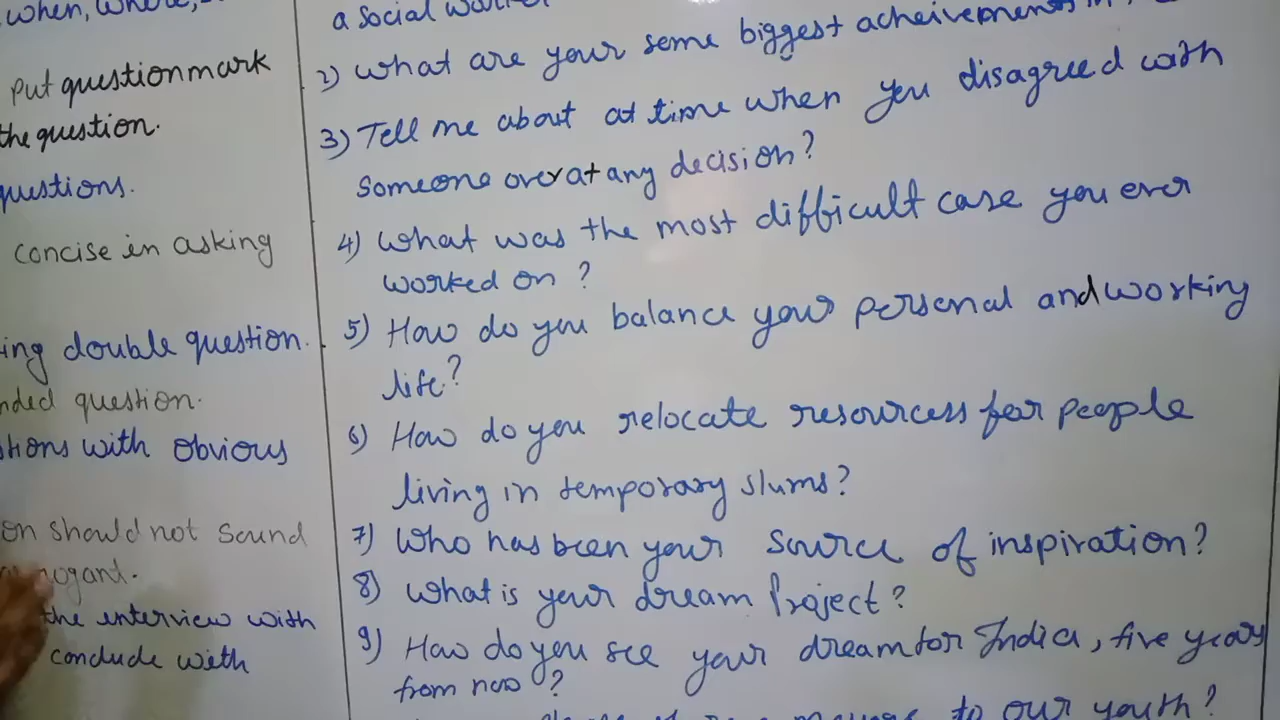 when, where,
put questionmark
the question.
questions.
concise in asking
ing double question.
nded question.
stions with obvious
on should not sound
rogant.
the interview with
conclude with
a social worker
2) What are your some biggest acheivements in
3) Tell me about at time when you disagreed with
someone over at any decision?
4) What was the most difficult case you ever
worked on ?
5) How do you balance your personal and working
life?
6) How do you relocate resourcess for people
living in temporary slums?
7) Who has been your source of inspiration?
8) What is your dream Project?
9) How do you see your dream for India, five years
from now ?
to our youth?